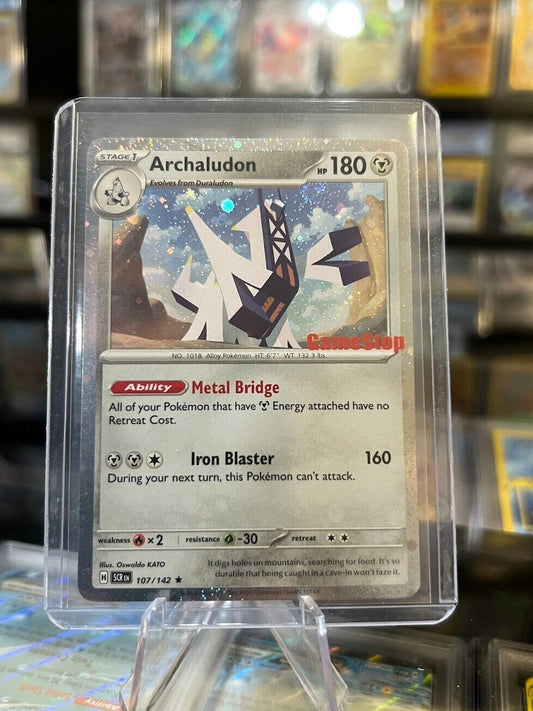 STAGE 1
Archaludon
HP 180
Evolves from Duraludon
GameStop
NO. 1018 Alloy Pokémon HT: 6'7" WT: 132.3 lbs.
Ability Metal Bridge
All of your Pokémon that have Energy attached have no
Retreat Cost.
Iron Blaster 160
During your next turn, this Pokémon can't attack.
weakness ×2 resistance -30 retreat
Illus. Oswaldo KATO
It digs holes on mountains, searching for food. It's so
durable that being caught in a cave-in won't faze it.
H SCR EN 107/142 ★
Solid Shell